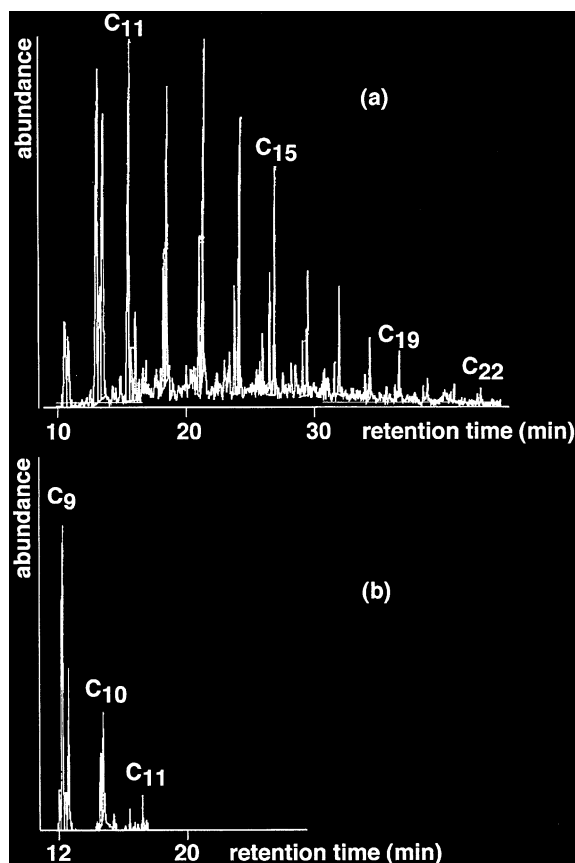 C11
(a)
abundance
C15
C19
C22
10 20 30 retention time (min)
C9
abundance
(b)
C10
C11
12 20 retention time (min)